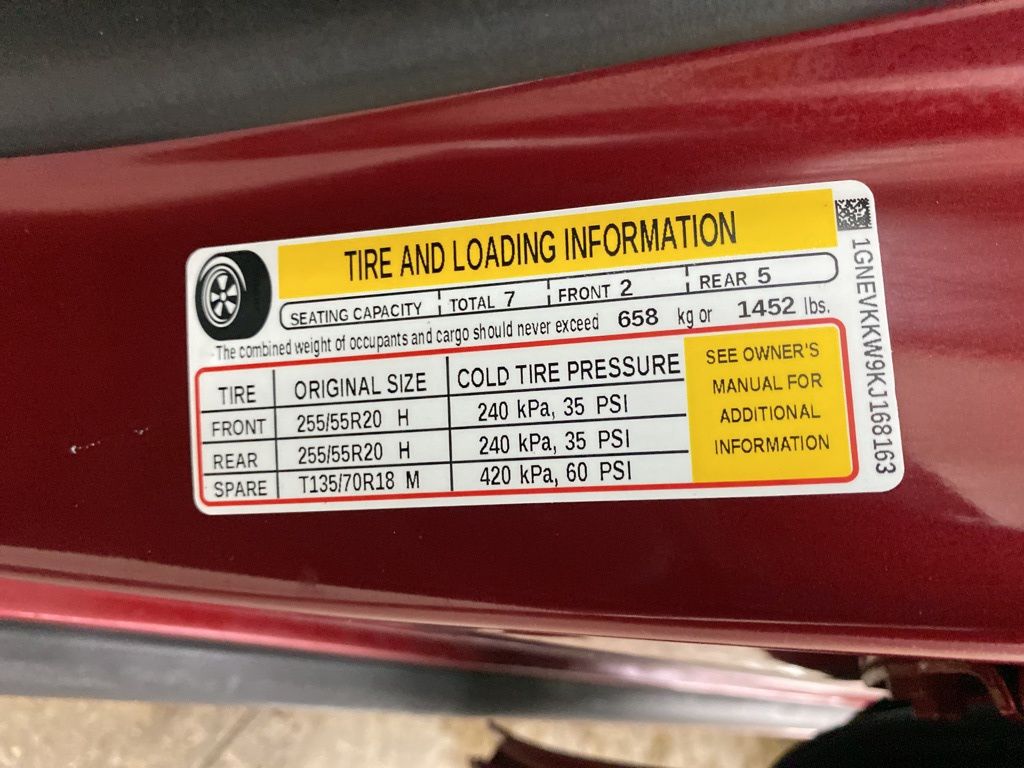 TIRE AND LOADING INFORMATION
SEATING CAPACITY TOTAL 7 FRONT 2 REAR 5
The combined weight of occupants and cargo should never exceed 658 kg or 1452 lbs.
TIRE ORIGINAL SIZE COLD TIRE PRESSURE
FRONT 255/55R20 H 240 kPa, 35 PSI
REAR 255/55R20 H 240 kPa, 35 PSI
SPARE T135/70R18 M 420 kPa, 60 PSI
SEE OWNER'S
MANUAL FOR
ADDITIONAL
INFORMATION
1GNEVKKW9KJ168163